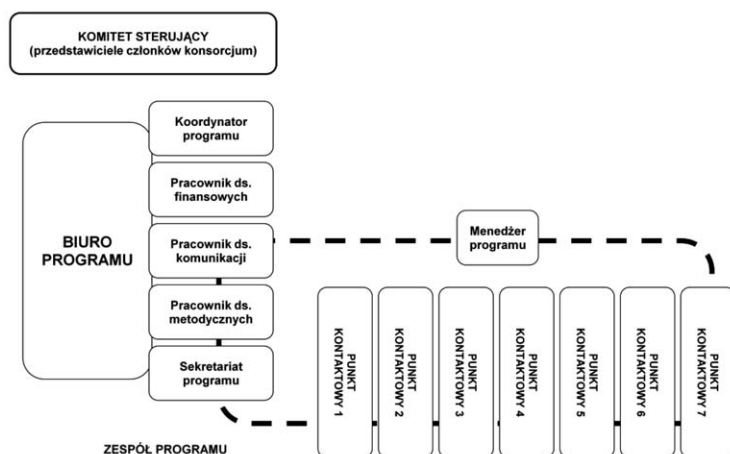 KOMITET STERUJĄCY
(przedstawiciele członków konsorcjum)
Koordynator
programu
Pracownik ds.
finansowych
BIURO
PROGRAMU
Pracownik ds.
komunikacji
Pracownik ds.
metodycznych
Sekretariat
programu
Menedżer
programu
PUNKT
KONTAKTOWY 1
PUNKT
KONTAKTOWY 2
PUNKT
KONTAKTOWY 3
PUNKT
KONTAKTOWY 4
PUNKT
KONTAKTOWY 5
PUNKT
KONTAKTOWY 6
PUNKT
KONTAKTOWY 7
ZESPÓŁ PROGRAMU